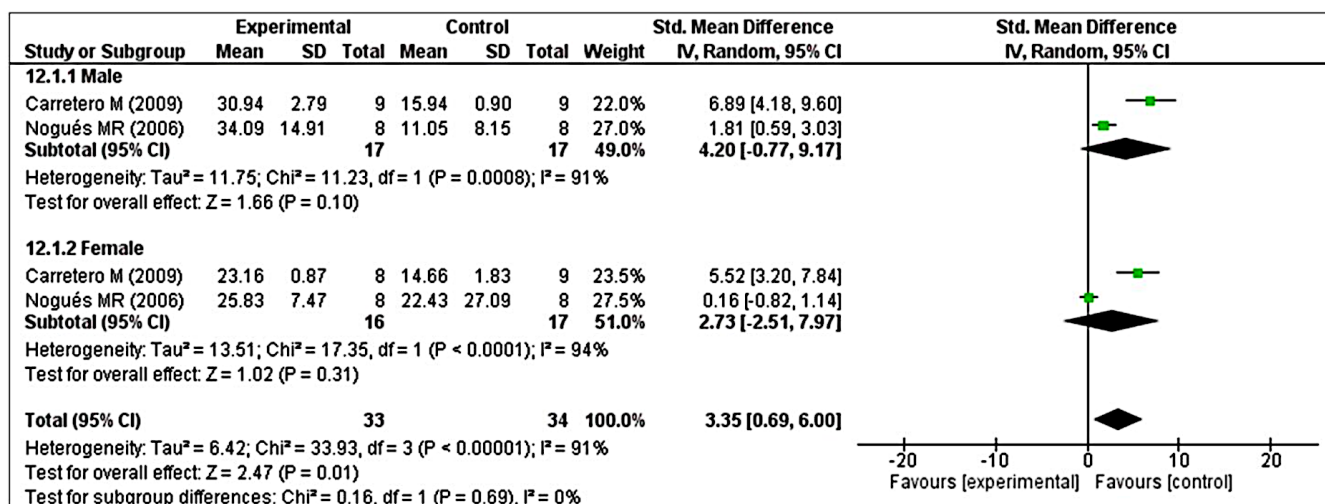 Experimental Control Std. Mean Difference Std. Mean Difference
Study or Subgroup Mean SD Total Mean SD Total Weight IV, Random, 95% CI IV, Random, 95% CI
12.1.1 Male
Carretero M (2009) 30.94 2.79 9 15.94 0.90 9 22.0% 6.89 [4.18, 9.60]
Nogués MR (2006) 34.09 14.91 8 11.05 8.15 8 27.0% 1.81 [0.59, 3.03]
Subtotal (95% CI) 17 17 49.0% 4.20 [-0.77, 9.17]
Heterogeneity: Tau² = 11.75; Chi² = 11.23, df = 1 (P = 0.0008); I² = 91%
Test for overall effect: Z = 1.66 (P = 0.10)
12.1.2 Female
Carretero M (2009) 23.16 0.87 8 14.66 1.83 9 23.5% 5.52 [3.20, 7.84]
Nogués MR (2006) 25.83 7.47 8 22.43 27.09 8 27.5% 0.16 [-0.82, 1.14]
Subtotal (95% CI) 16 17 51.0% 2.73 [-2.51, 7.97]
Heterogeneity: Tau² = 13.51; Chi² = 17.35, df = 1 (P < 0.0001); I² = 94%
Test for overall effect: Z = 1.02 (P = 0.31)
Total (95% CI) 33 34 100.0% 3.35 [0.69, 6.00]
Heterogeneity: Tau² = 6.42; Chi² = 33.93, df = 3 (P < 0.00001); I² = 91%
Test for overall effect: Z = 2.47 (P = 0.01)
Test for subgroup differences: Chi² = 0.16, df = 1 (P = 0.69), I² = 0%
-20 -10 0 10 20
Favours [experimental] Favours [control]